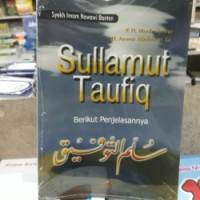 Syekh Imam Nawawi Banten
Sullamut
Taufiq
Berikut Penjelasannya
سلم التوفيق